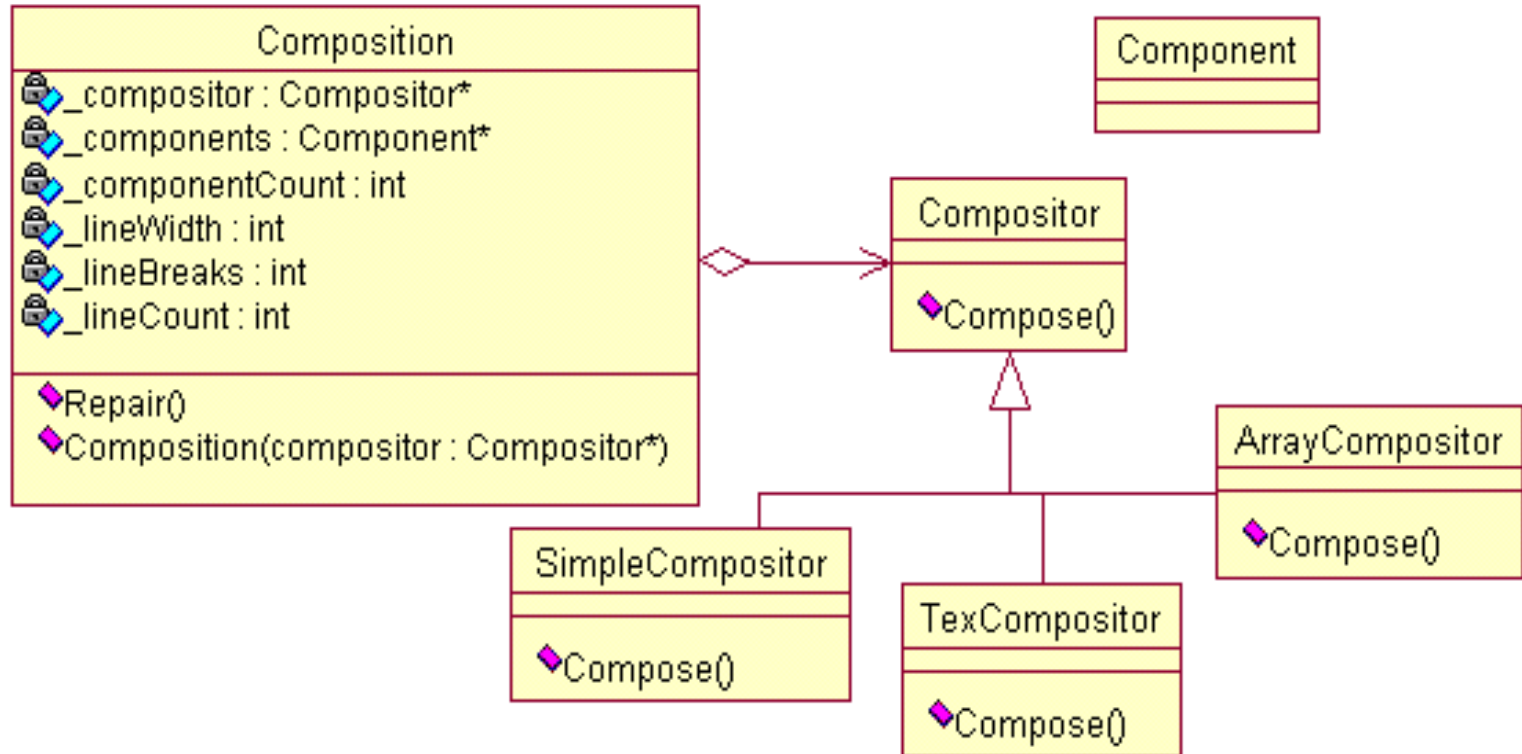 Composition
_compositor : Compositor*
_components : Component*
_componentCount : int
_lineWidth : int
_lineBreaks : int
_lineCount : int
Repair()
Composition(compositor : Compositor*)
Component
Compositor
Compose()
SimpleCompositor
Compose()
TexCompositor
Compose()
ArrayCompositor
Compose()